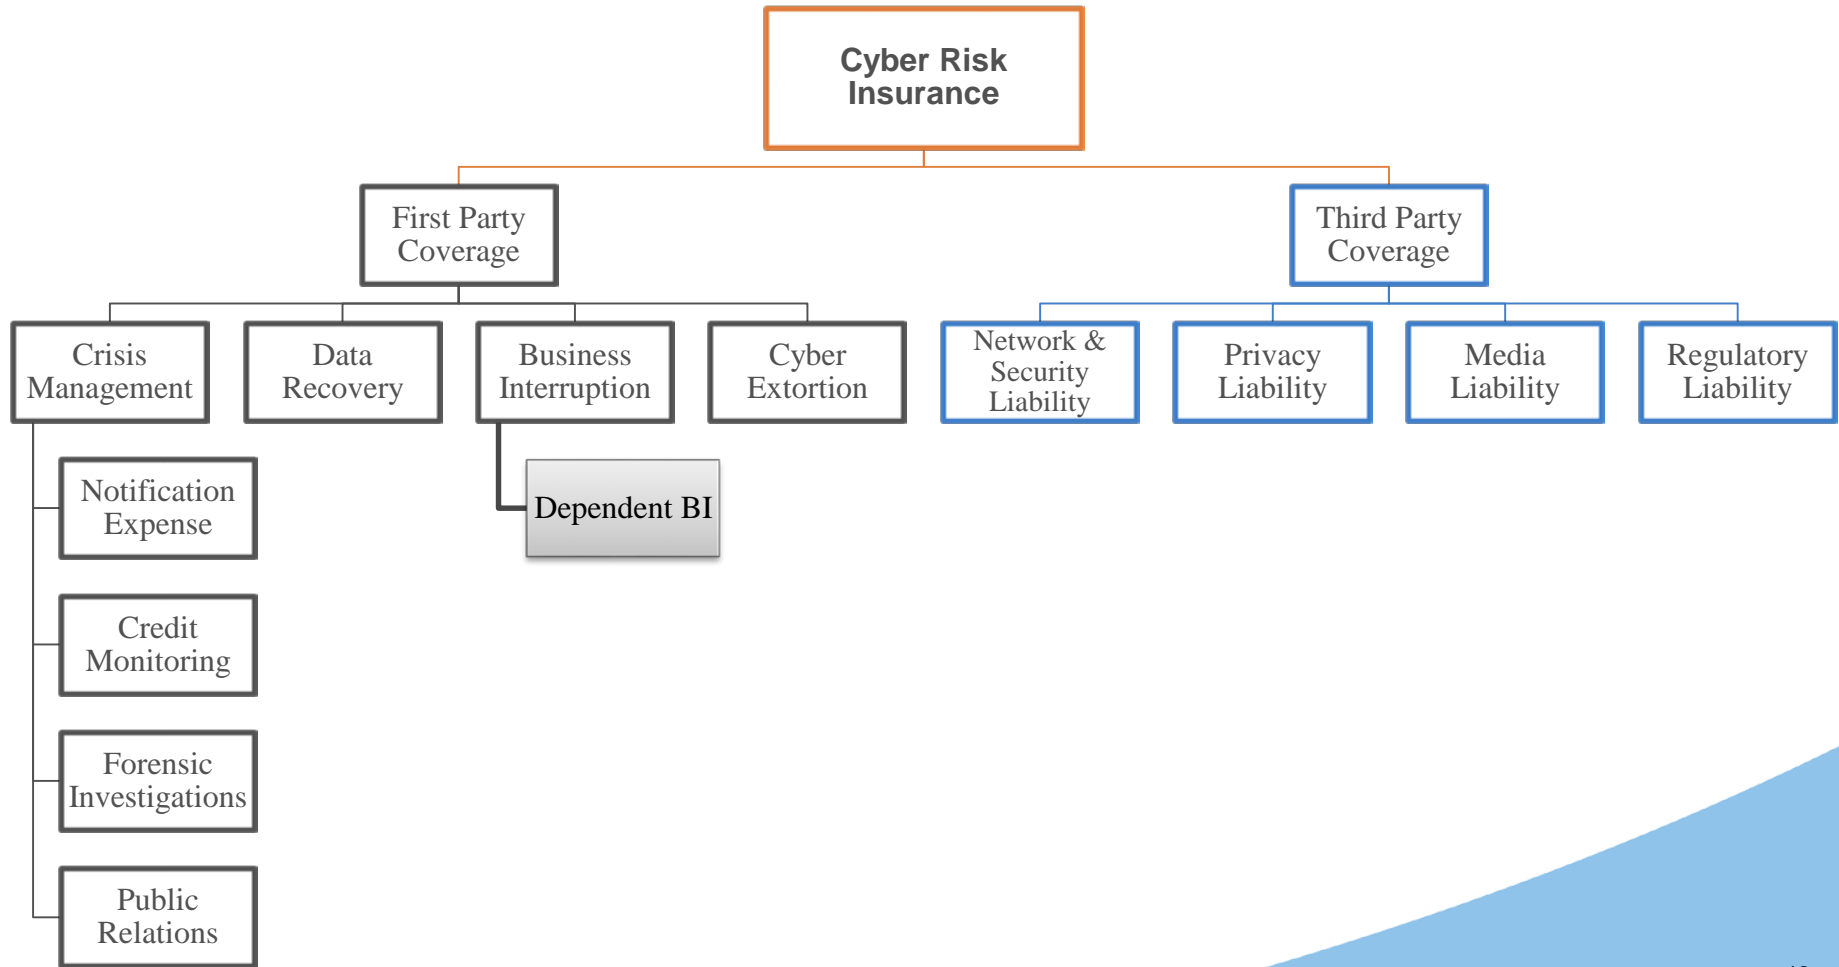 Cyber Risk
Insurance
First Party
Coverage
Third Party
Coverage
Crisis
Management
Data
Recovery
Business
Interruption
Cyber
Extortion
Network &
Security
Liability
Privacy
Liability
Media
Liability
Regulatory
Liability
Notification
Expense
Dependent BI
Credit
Monitoring
Forensic
Investigations
Public
Relations